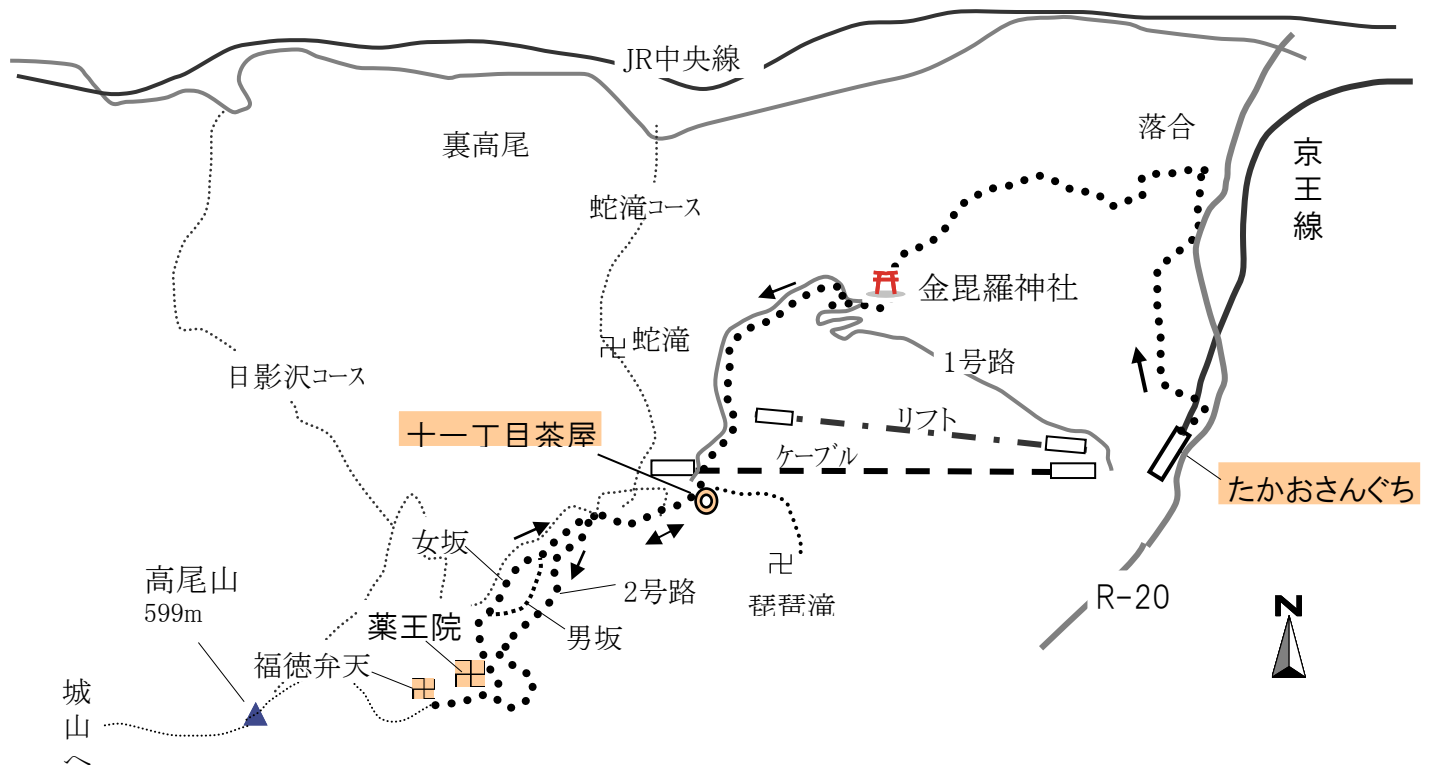 JR中央線
裏高尾
落合
京王線
蛇滝コース
金毘羅神社
卍 蛇滝
1号路
日影沢コース
リフト
十一丁目茶屋
ケーブル
たかおさんぐち
女坂
卍
琵琶滝
2号路
R-20
N
高尾山
599m
薬王院
男坂
福徳弁天
卍
卍
城山へ